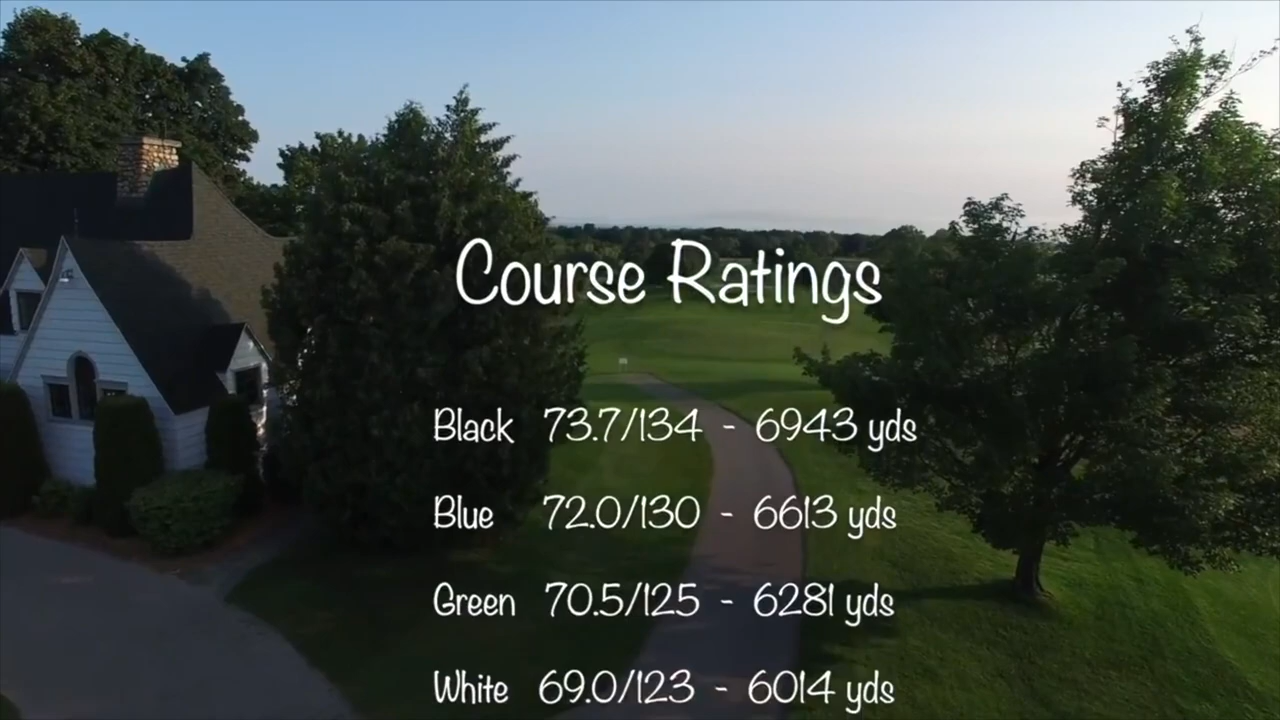 Course Ratings
Black 73.7/134 - 6943 yds
Blue 72.0/130 - 6613 yds
Green 70.5/125 - 6281 yds
White 69.0/123 - 6014 yds